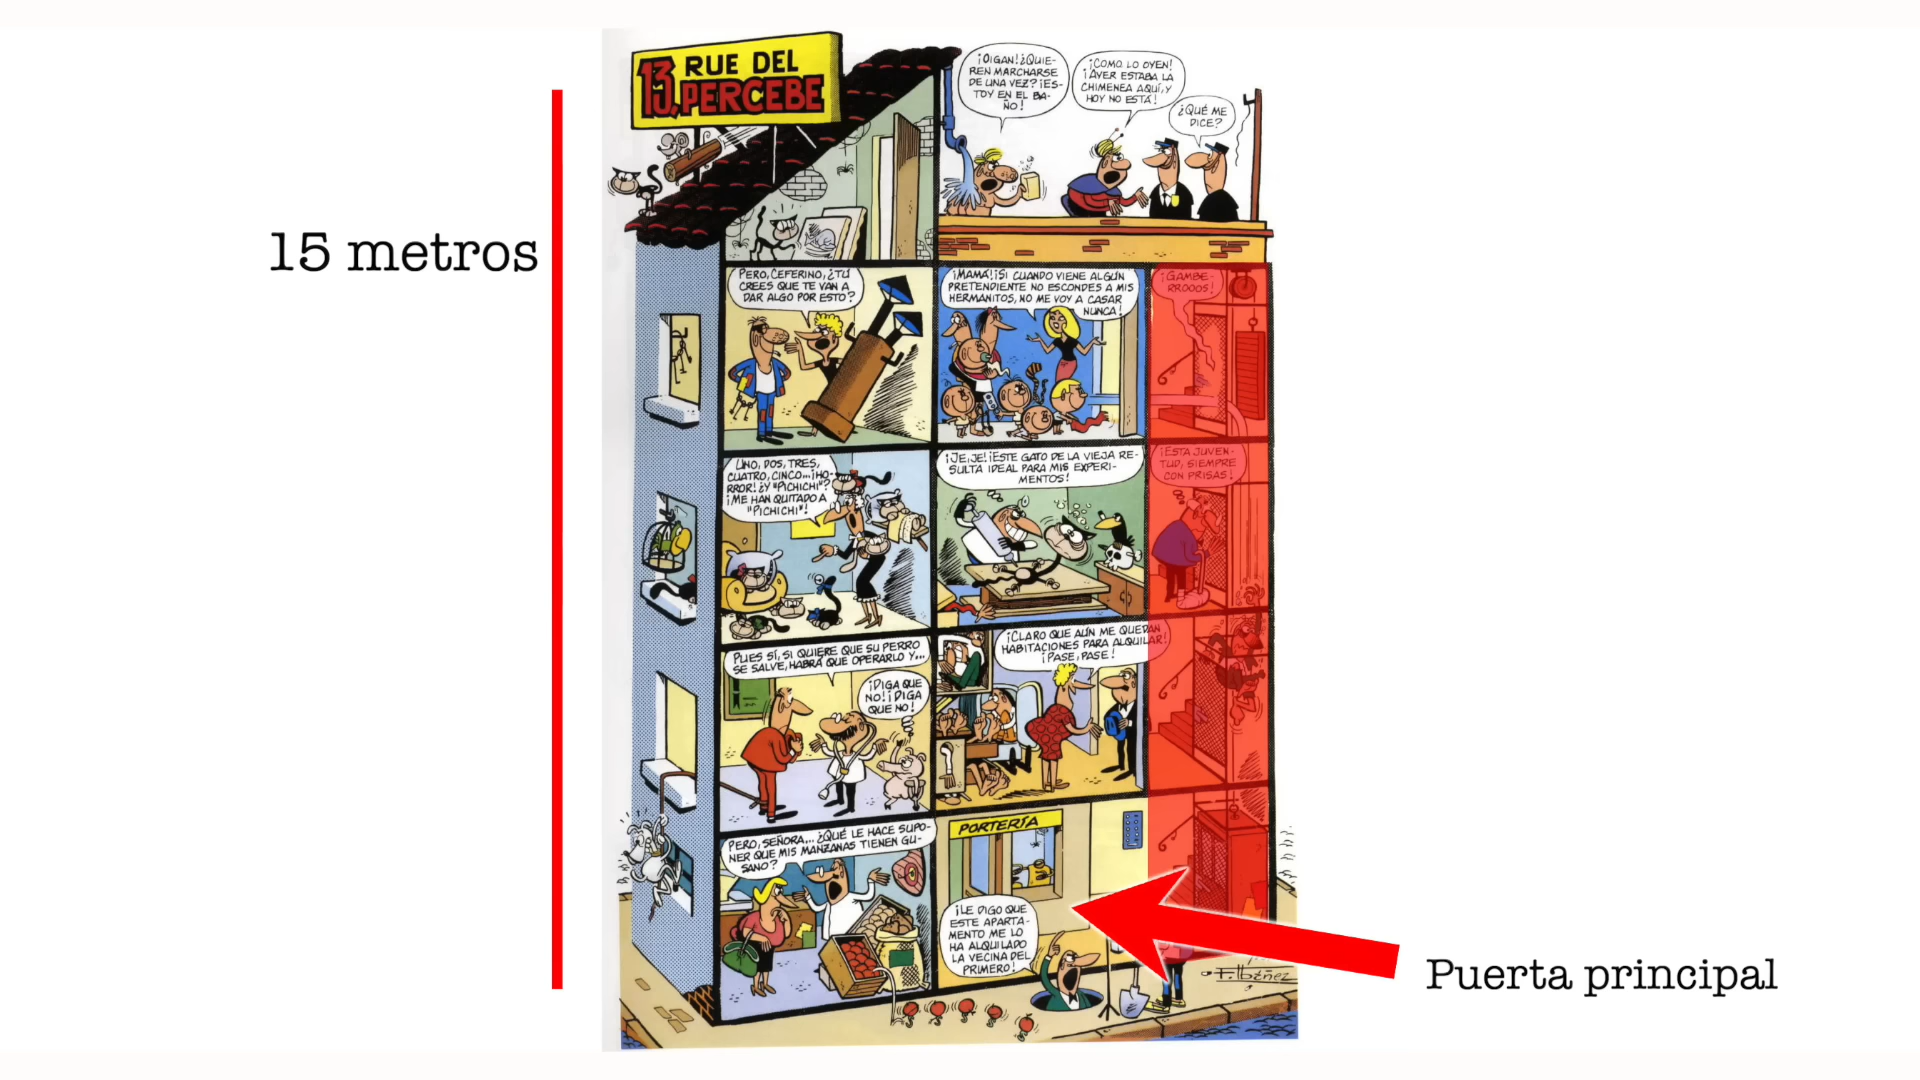 13, RUE DEL
PERCEBE
¡OIGAN! ¿QUIE-
REN MARCHARSE
DE UNA VEZ? ¡ES-
TOY EN EL BA-
ÑO!
¡COMO LO OYEN!
¡AYER ESTABA LA
CHIMENEA AQUÍ, Y
HOY NO ESTÁ!
¿QUÉ ME
DICE?
15 metros
PERO, CEFERINO, ¿TÚ
CREES QUE TE VAN A
DAR ALGO POR ESTO?
¡MAMÁ! ¡SI CUANDO VIENE ALGÚN
PRETENDIENTE NO ESCONDES A MIS
HERMANITOS, NO ME VOY A CASAR
NUNCA!
¡GAMBE-
RROOOS!
UNO, DOS, TRES,
CUATRO, CINCO... ¡HO-
RROR! ¿Y "PICHICHI"?
¡ME HAN QUITADO A
"PICHICHI"!
¡JE, JE! ¡ESTE GATO DE LA VIEJA RE-
SULTA IDEAL PARA MIS EXPERI-
MENTOS!
¡ESTA JUVEN-
TUD, SIEMPRE
CON PRISAS!
PUES SÍ, SI QUIERE QUE SU PERRO
SE SALVE, HABRÁ QUE OPERARLO Y...
¡DIGA QUE
NO! ¡DIGA
QUE NO!
¡CLARO QUE AÚN ME QUEDAN
HABITACIONES PARA ALQUILAR!
¡PASE, PASE!
PERO, SEÑORA... ¿QUÉ LE HACE SUPO-
NER QUE MIS MANZANAS TIENEN GU-
SANO?
PORTERÍA
¡LE DIGO QUE
ESTE APARTA-
MENTO ME LO
HA ALQUILADO
LA VECINA DEL
PRIMERO!
F. Ibáñez
Puerta principal